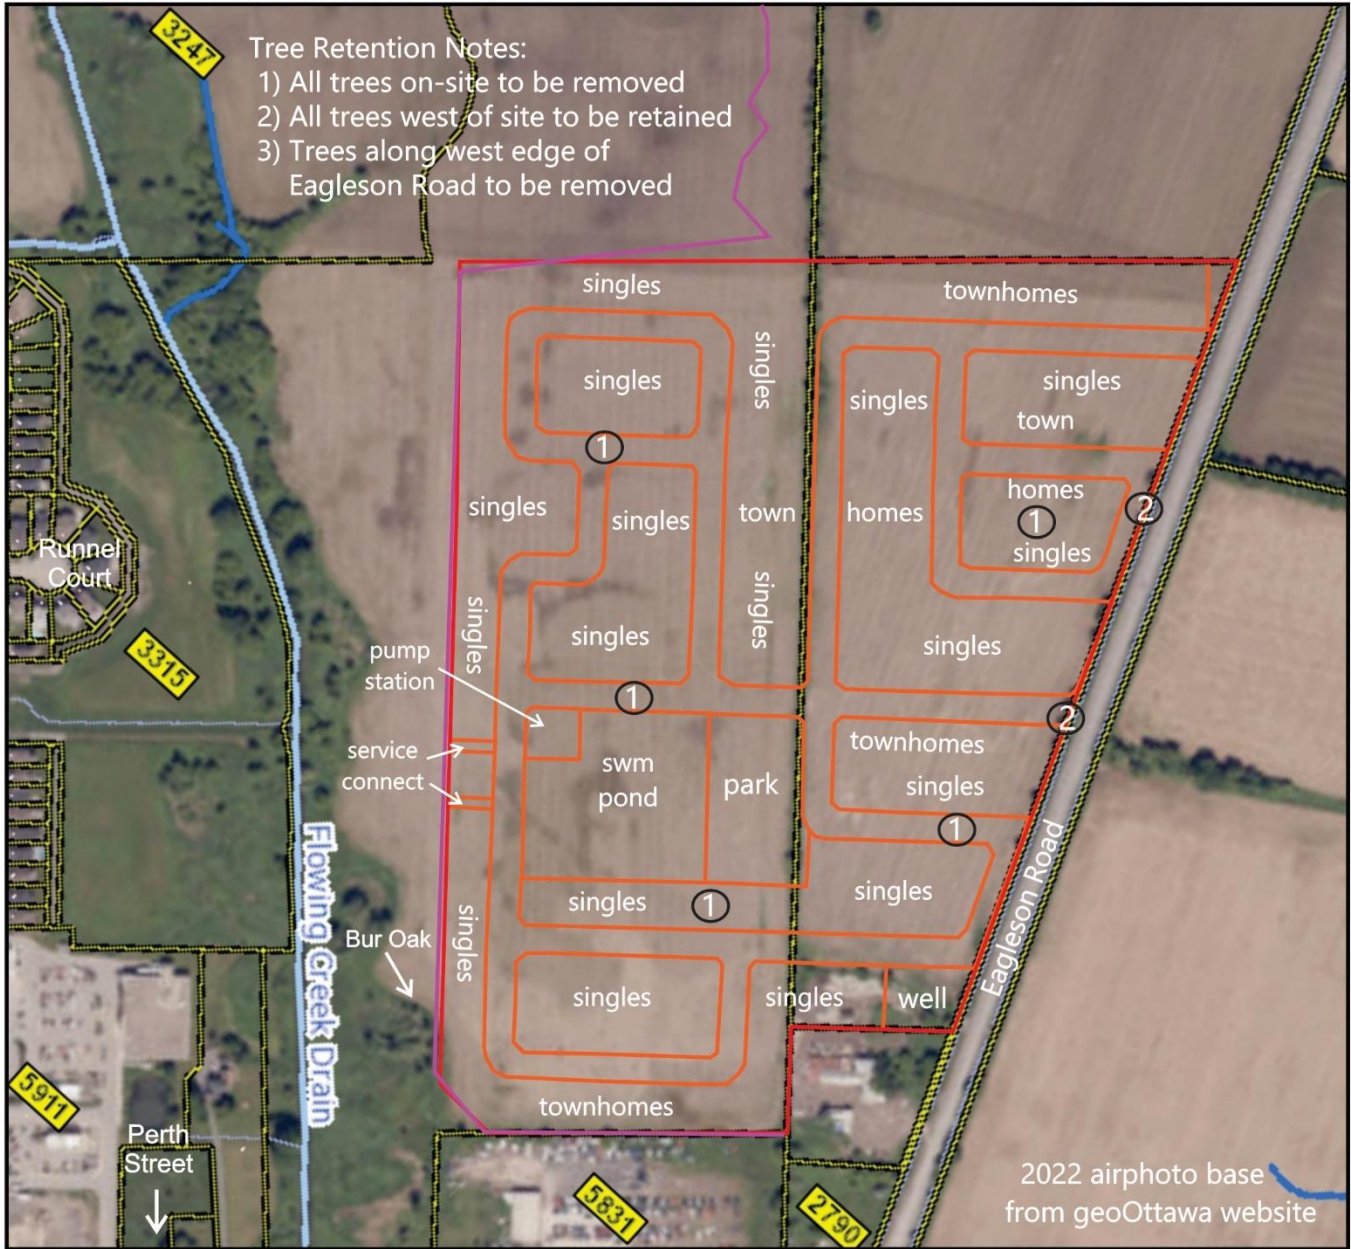 3247
Tree Retention Notes:
1) All trees on-site to be removed
2) All trees west of site to be retained
3) Trees along west edge of
Eagleson Road to be removed
singles
townhomes
singles
singles
singles
singles
town
1
singles
singles
town
homes
homes
1
2
singles
Runnel
Court
singles
singles
singles
singles
3315
pump
station
1
2
service
connect
swm
pond
park
townhomes
singles
1
Flowing Creek Drain
Eagleson Road
singles
singles
1
singles
Bur Oak
singles
singles
well
5911
townhomes
Perth
Street
5831
2790
2022 airphoto base
from geoOttawa website